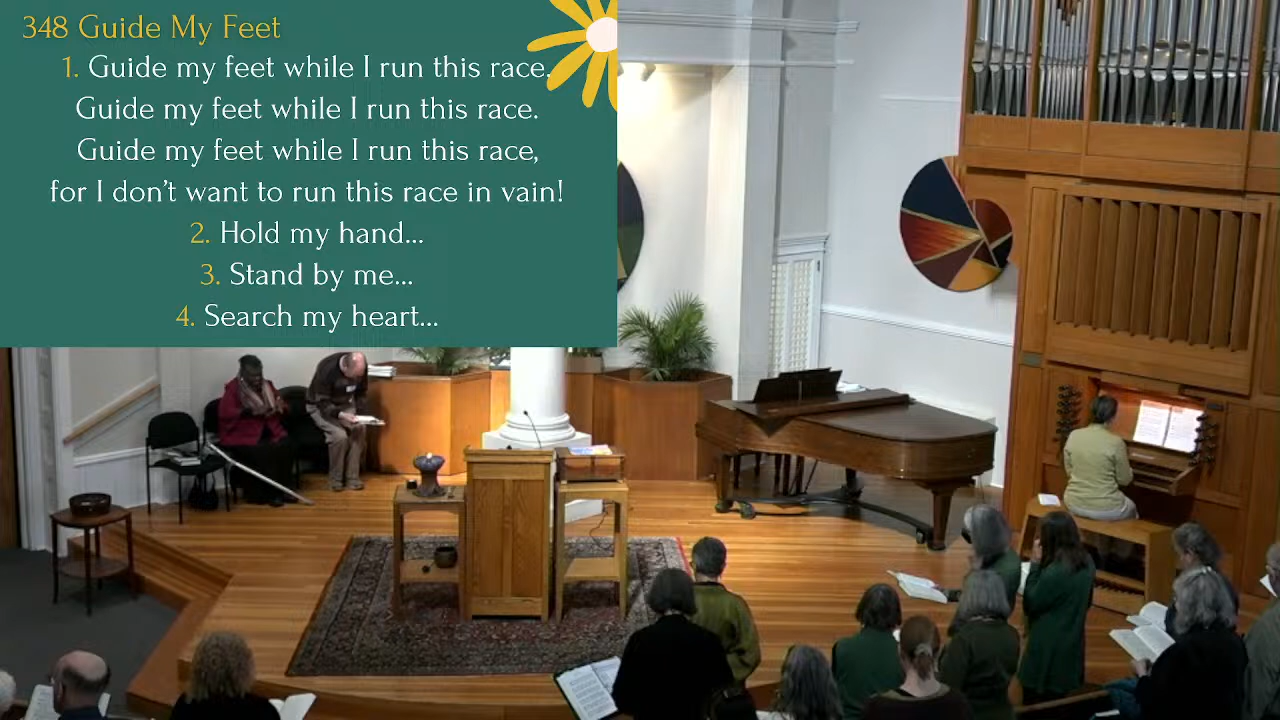 348 Guide My Feet
1. Guide my feet while I run this race.
Guide my feet while I run this race.
Guide my feet while I run this race,
for I don't want to run this race in vain!
2. Hold my hand...
3. Stand by me...
4. Search my heart...